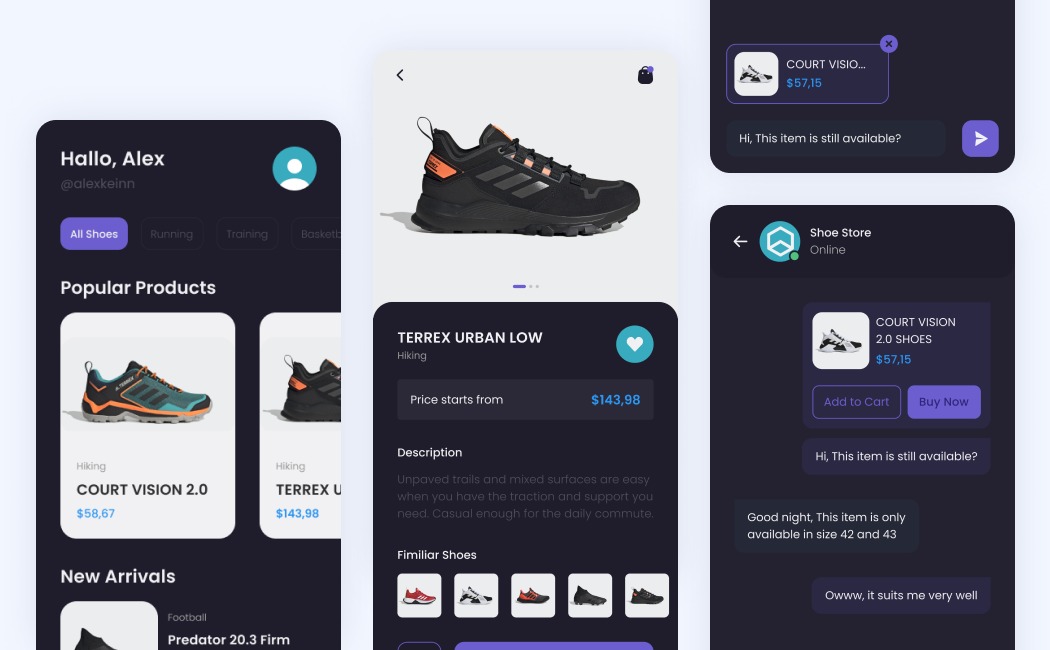 Hallo, Alex
@alexkeinn
All Shoes
Running
Training
Basketb
Popular Products
Hiking
COURT VISION 2.0
$58,67
Hiking
TERREX U
$143,98
New Arrivals
Football
Predator 20.3 Firm
TERREX URBAN LOW
Hiking
Price starts from
$143,98
Description
Unpaved trails and mixed surfaces are easy
when you have the traction and support you
need. Casual enough for the daily commute.
Fimiliar Shoes
COURT VISIO...
$57,15
Hi, This item is still available?
Shoe Store
Online
COURT VISION
2.0 SHOES
$57,15
Add to Cart
Buy Now
Hi, This item is still available?
Good night, This item is only
available in size 42 and 43
Owww, it suits me very well